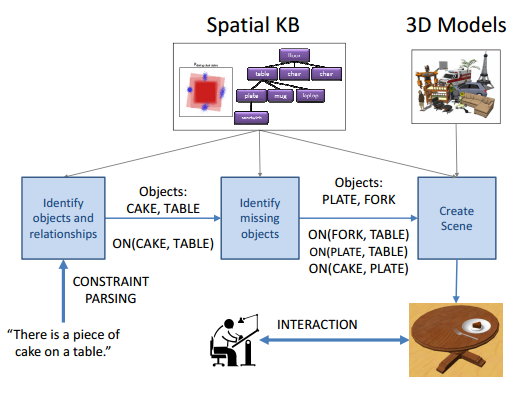 Spatial KB
3D Models
table
chair
chair
plate
mug
laptop
sandwich
Identify
objects and
relationships
Objects:
CAKE, TABLE
ON(CAKE, TABLE)
Identify
missing
objects
Objects:
PLATE, FORK
ON(FORK, TABLE)
ON(PLATE, TABLE)
ON(CAKE, PLATE)
Create
Scene
CONSTRAINT
PARSING
“There is a piece of
cake on a table.”
INTERACTION